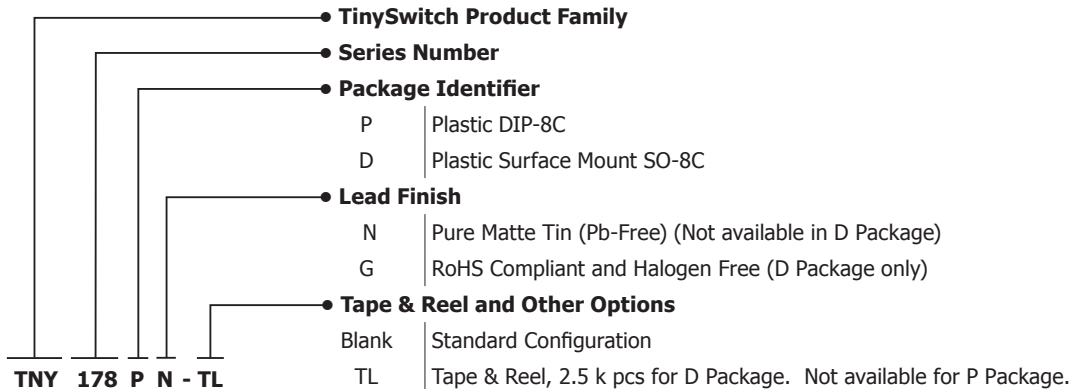 TinySwitch Product Family
Series Number
Package Identifier
P Plastic DIP-8C
D Plastic Surface Mount SO-8C
Lead Finish
N Pure Matte Tin (Pb-Free) (Not available in D Package)
G RoHS Compliant and Halogen Free (D Package only)
Tape & Reel and Other Options
Blank Standard Configuration
TL Tape & Reel, 2.5 k pcs for D Package. Not available for P Package.
TNY 178 P N - TL